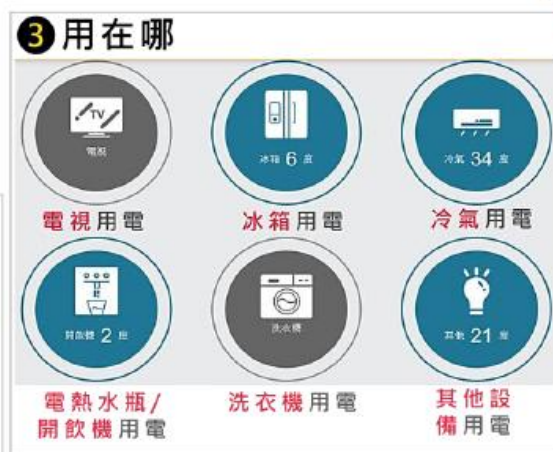 3 用在哪
TV
電視
冰箱 6 度
冷氣 34 度
電視用電
冰箱用電
冷氣用電
開飲機 2 度
洗衣機
其他 21 度
電熱水瓶/
開飲機用電
洗衣機用電
其他設
備用電